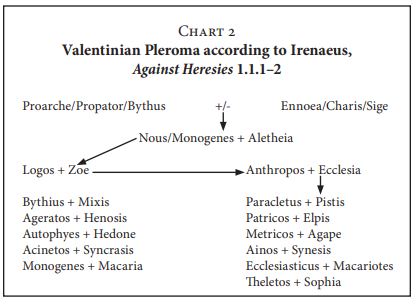 CHART 2
Valentinian Pleroma according to Irenaeus,
Against Heresies 1.1.1–2
Proarche/Propator/Bythus +/- Ennoea/Charis/Sige
Nous/Monogenes + Aletheia
Logos + Zoe Anthropos + Ecclesia
Bythius + Mixis Paracletus + Pistis
Ageratos + Henosis Patricos + Elpis
Autophyes + Hedone Metricos + Agape
Acinetos + Syncrasis Ainos + Synesis
Monogenes + Macaria Ecclesiasticus + Macariotes
Theletos + Sophia